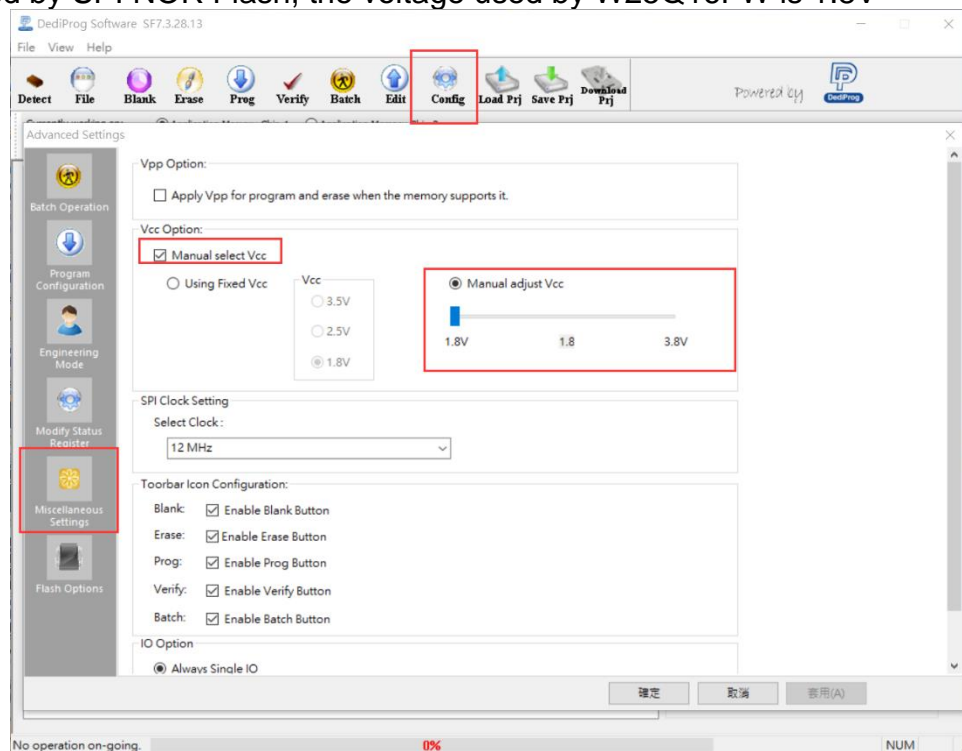 DediProg Software SF7.3.28.13
File View Help
Detect File Blank Erase Prog Verify Batch Edit Config Load Prj Save Prj Download Prj
Powered by DediProg
Advanced Settings
Batch Operation
Program Configuration
Engineering Mode
Modify Status Register
Miscellaneous Settings
Flash Options
Vpp Option:
Apply Vpp for program and erase when the memory supports it.
Vcc Option:
Manual select Vcc
Using Fixed Vcc
Vcc
3.5V
2.5V
1.8V
Manual adjust Vcc
1.8V 1.8 3.8V
SPI Clock Setting
Select Clock:
12 MHz
Toorbar Icon Configuration:
Blank: Enable Blank Button
Erase: Enable Erase Button
Prog: Enable Prog Button
Verify: Enable Verify Button
Batch: Enable Batch Button
IO Option
Always Single IO
確定 取消 套用(A)
No operation on-going. 0% NUM